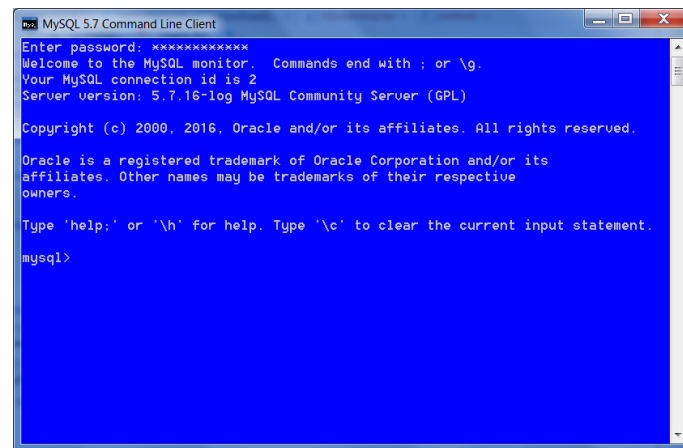 MySQL 5.7 Command Line Client
Enter password: ************
Welcome to the MySQL monitor.  Commands end with ; or \g.
Your MySQL connection id is 2
Server version: 5.7.16-log MySQL Community Server (GPL)
Copyright (c) 2000, 2016, Oracle and/or its affiliates. All rights reserved.
Oracle is a registered trademark of Oracle Corporation and/or its
affiliates. Other names may be trademarks of their respective
owners.
Type 'help;' or '\h' for help. Type '\c' to clear the current input statement.
mysql>